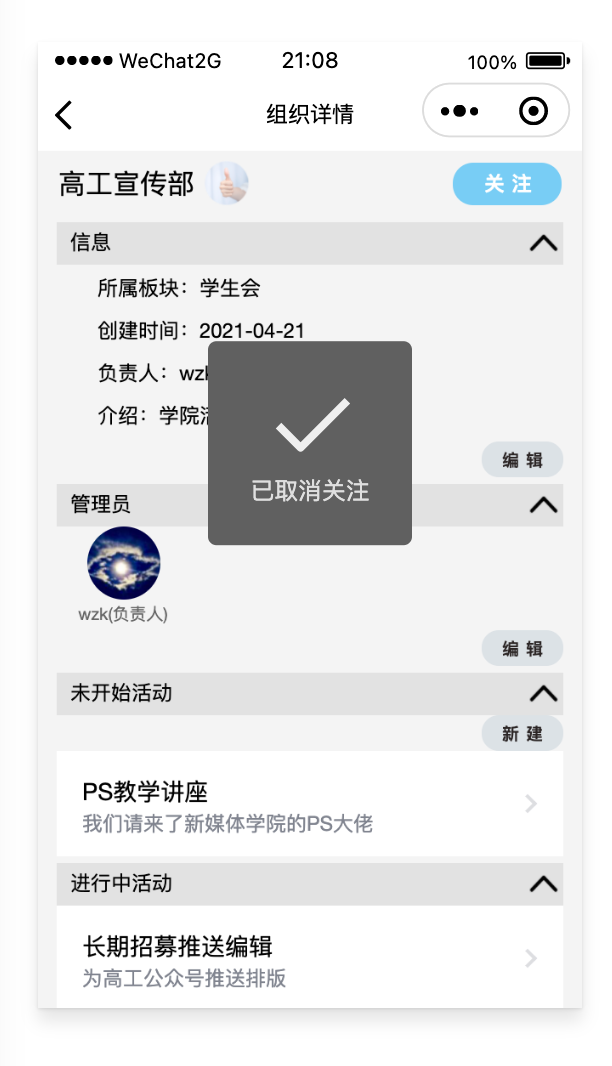 ●●●●● WeChat2G 21:08 100%
组织详情
高工宣传部 关注
信息
所属板块：学生会
创建时间：2021-04-21
负责人：wzk
介绍：学院
已取消关注
编辑
管理员
wzk(负责人)
编辑
未开始活动
新建
PS教学讲座
我们请来了新媒体学院的PS大佬
进行中活动
长期招募推送编辑
为高工公众号推送排版